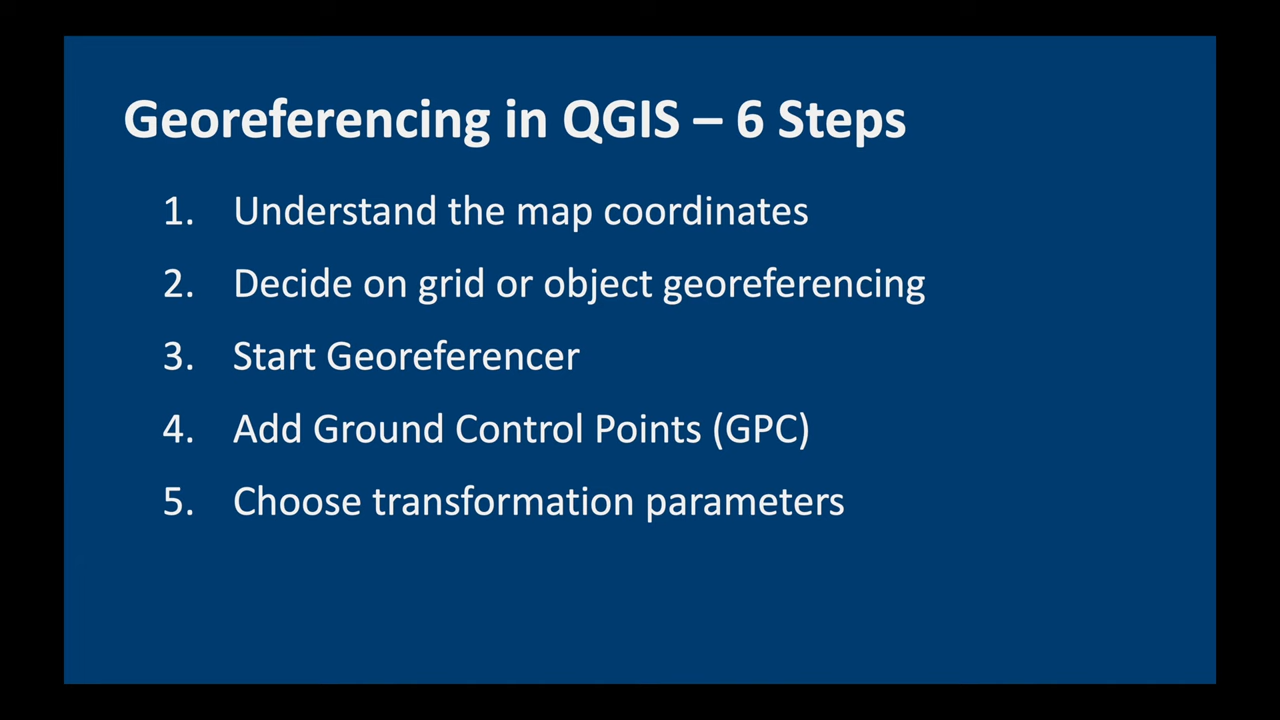 Georeferencing in QGIS – 6 Steps
1. Understand the map coordinates
2. Decide on grid or object georeferencing
3. Start Georeferencer
4. Add Ground Control Points (GPC)
5. Choose transformation parameters